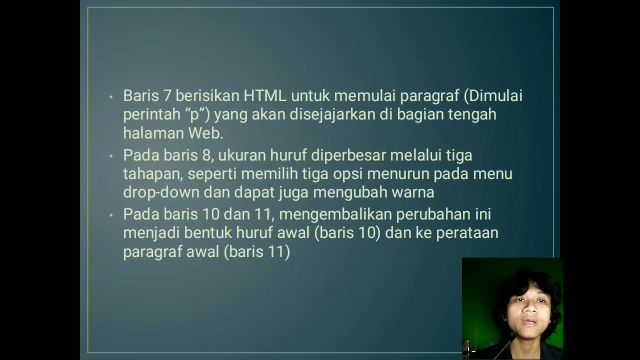 Baris 7 berisikan HTML untuk memulai paragraf (Dimulai
perintah “p”) yang akan disejajarkan di bagian tengah
halaman Web.
Pada baris 8, ukuran huruf diperbesar melalui tiga
tahapan, seperti memilih tiga opsi menurun pada menu
drop-down dan dapat juga mengubah warna
Pada baris 10 dan 11, mengembalikan perubahan ini
menjadi bentuk huruf awal (baris 10) dan ke perataan
paragraf awal (baris 11)